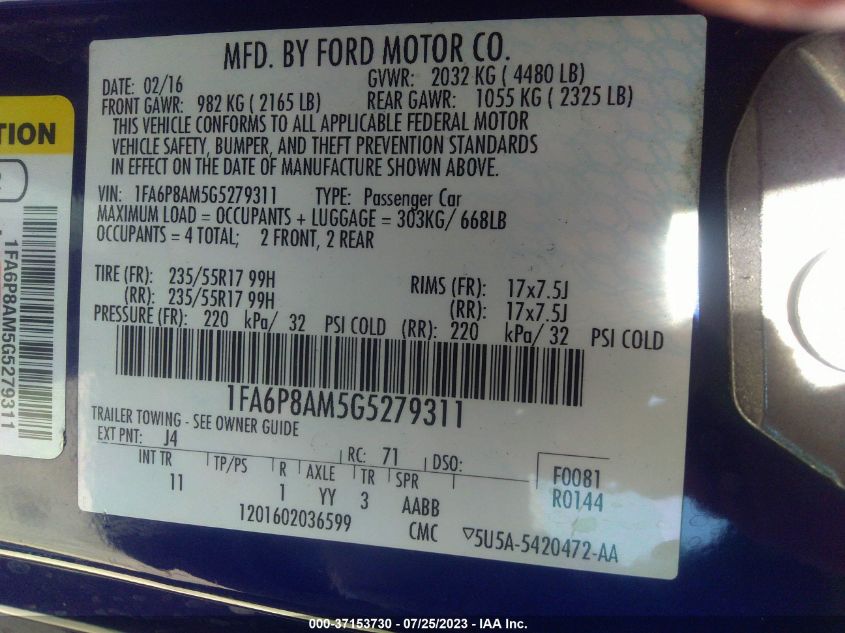 MFD. BY FORD MOTOR CO.
DATE: 02/16 GVWR: 2032 KG ( 4480 LB)
FRONT GAWR: 982 KG ( 2165 LB) REAR GAWR: 1055 KG ( 2325 LB)
THIS VEHICLE CONFORMS TO ALL APPLICABLE FEDERAL MOTOR
VEHICLE SAFETY, BUMPER, AND THEFT PREVENTION STANDARDS
IN EFFECT ON THE DATE OF MANUFACTURE SHOWN ABOVE.
VIN: 1FA6P8AM5G5279311 TYPE: Passenger Car
MAXIMUM LOAD = OCCUPANTS + LUGGAGE = 303KG/ 668LB
OCCUPANTS = 4 TOTAL; 2 FRONT, 2 REAR
TIRE (FR): 235/55R17 99H RIMS (FR): 17x7.5J
(RR): 235/55R17 99H (RR): 17x7.5J
PRESSURE (FR): 220 kPa/ 32 PSI COLD (RR): 220 kPa/ 32 PSI COLD
1FA6P8AM5G5279311
TRAILER TOWING - SEE OWNER GUIDE
EXT PNT: J4 RC: 71 DSO:
INT TR TP/PS R AXLE TR SPR F0081
11 1 YY 3 AABB R0144
1201602036599 CMC ▽5U5A-5420472-AA
TION
2
1FA6P8AM5G5279311
000-37153730 - 07/25/2023 - IAA Inc.